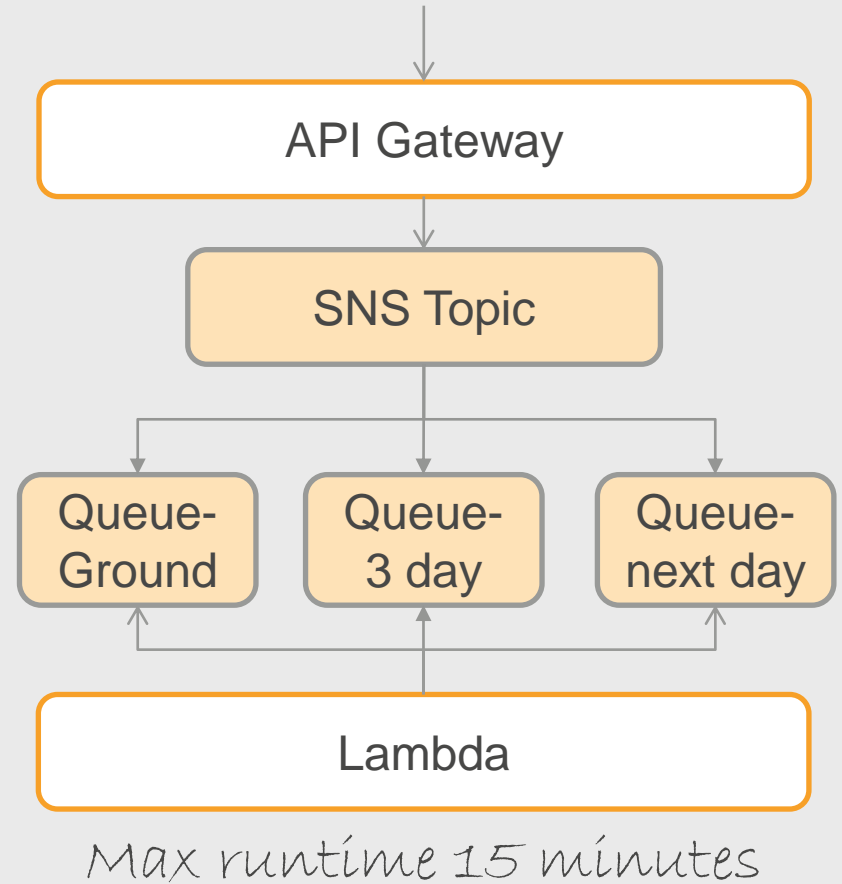 API Gateway
SNS Topic
Queue-
Ground
Queue-
3 day
Queue-
next day
Lambda
Max runtime 15 minutes